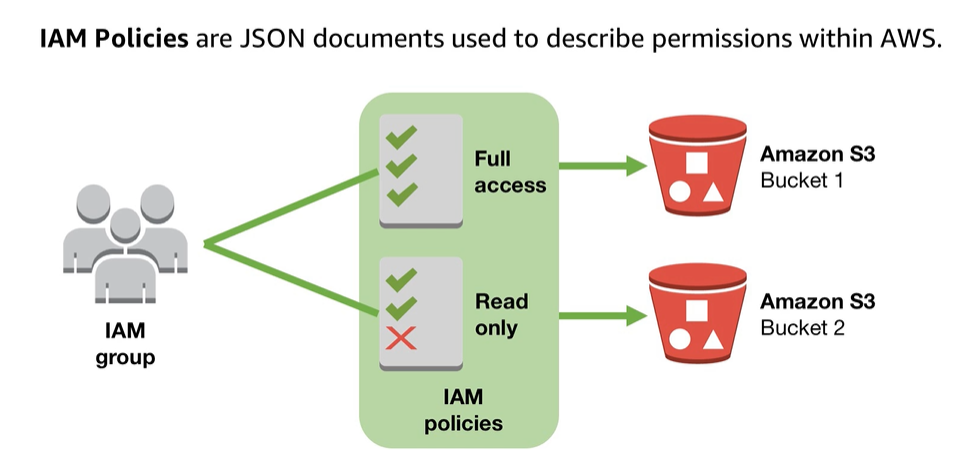 IAM Policies are JSON documents used to describe permissions within AWS.
Full
access
Amazon S3
Bucket 1
IAM
group
Read
only
Amazon S3
Bucket 2
IAM
policies